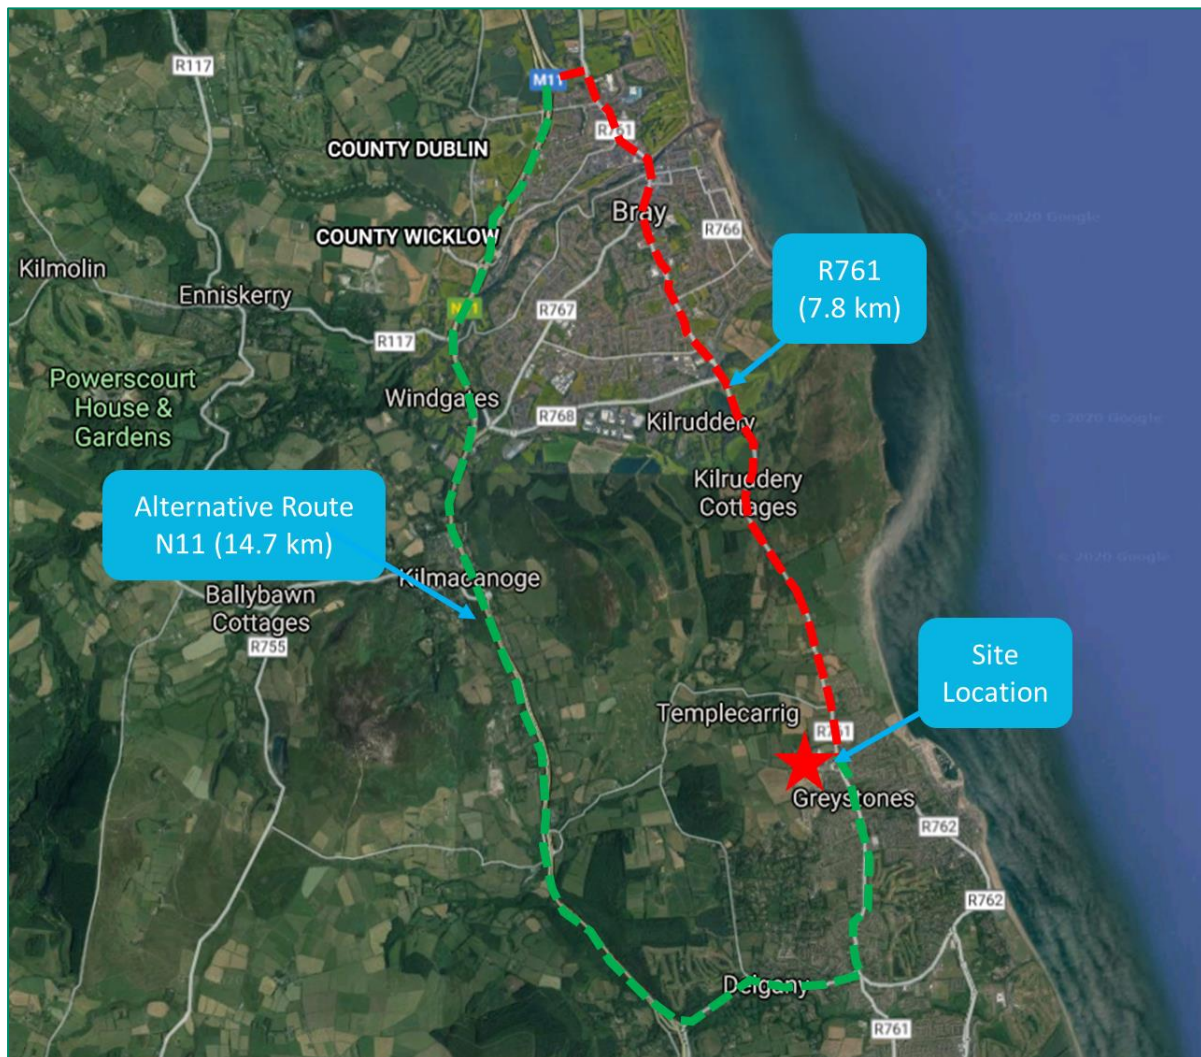 R117
M11
R761
COUNTY DUBLIN
Bray
R766
COUNTY WICKLOW
© 2020 Google
Kilmolin
Enniskerry
N11
R767
R117
R761
(7.8 km)
Powerscourt
House &
Gardens
Windgates
R768
Kilruddery
© 2020 Google
Kilruddery
Cottages
Alternative Route
N11 (14.7 km)
© 2020 Google
Kilmacanoge
Ballybawn
Cottages
R755
Site
Location
Templecarrig
R761
Greystones
R762
R762
Delgany
R761